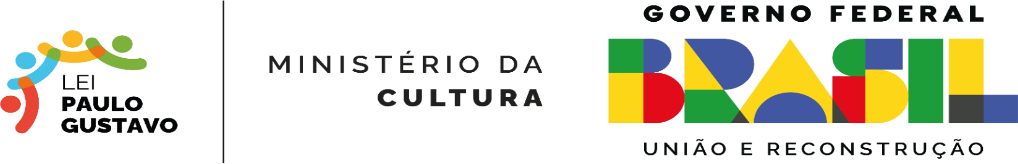 LEI
PAULO
GUSTAVO
MINISTÉRIO DA
CULTURA
GOVERNO FEDERAL
BRASIL
UNIÃO E RECONSTRUÇÃO